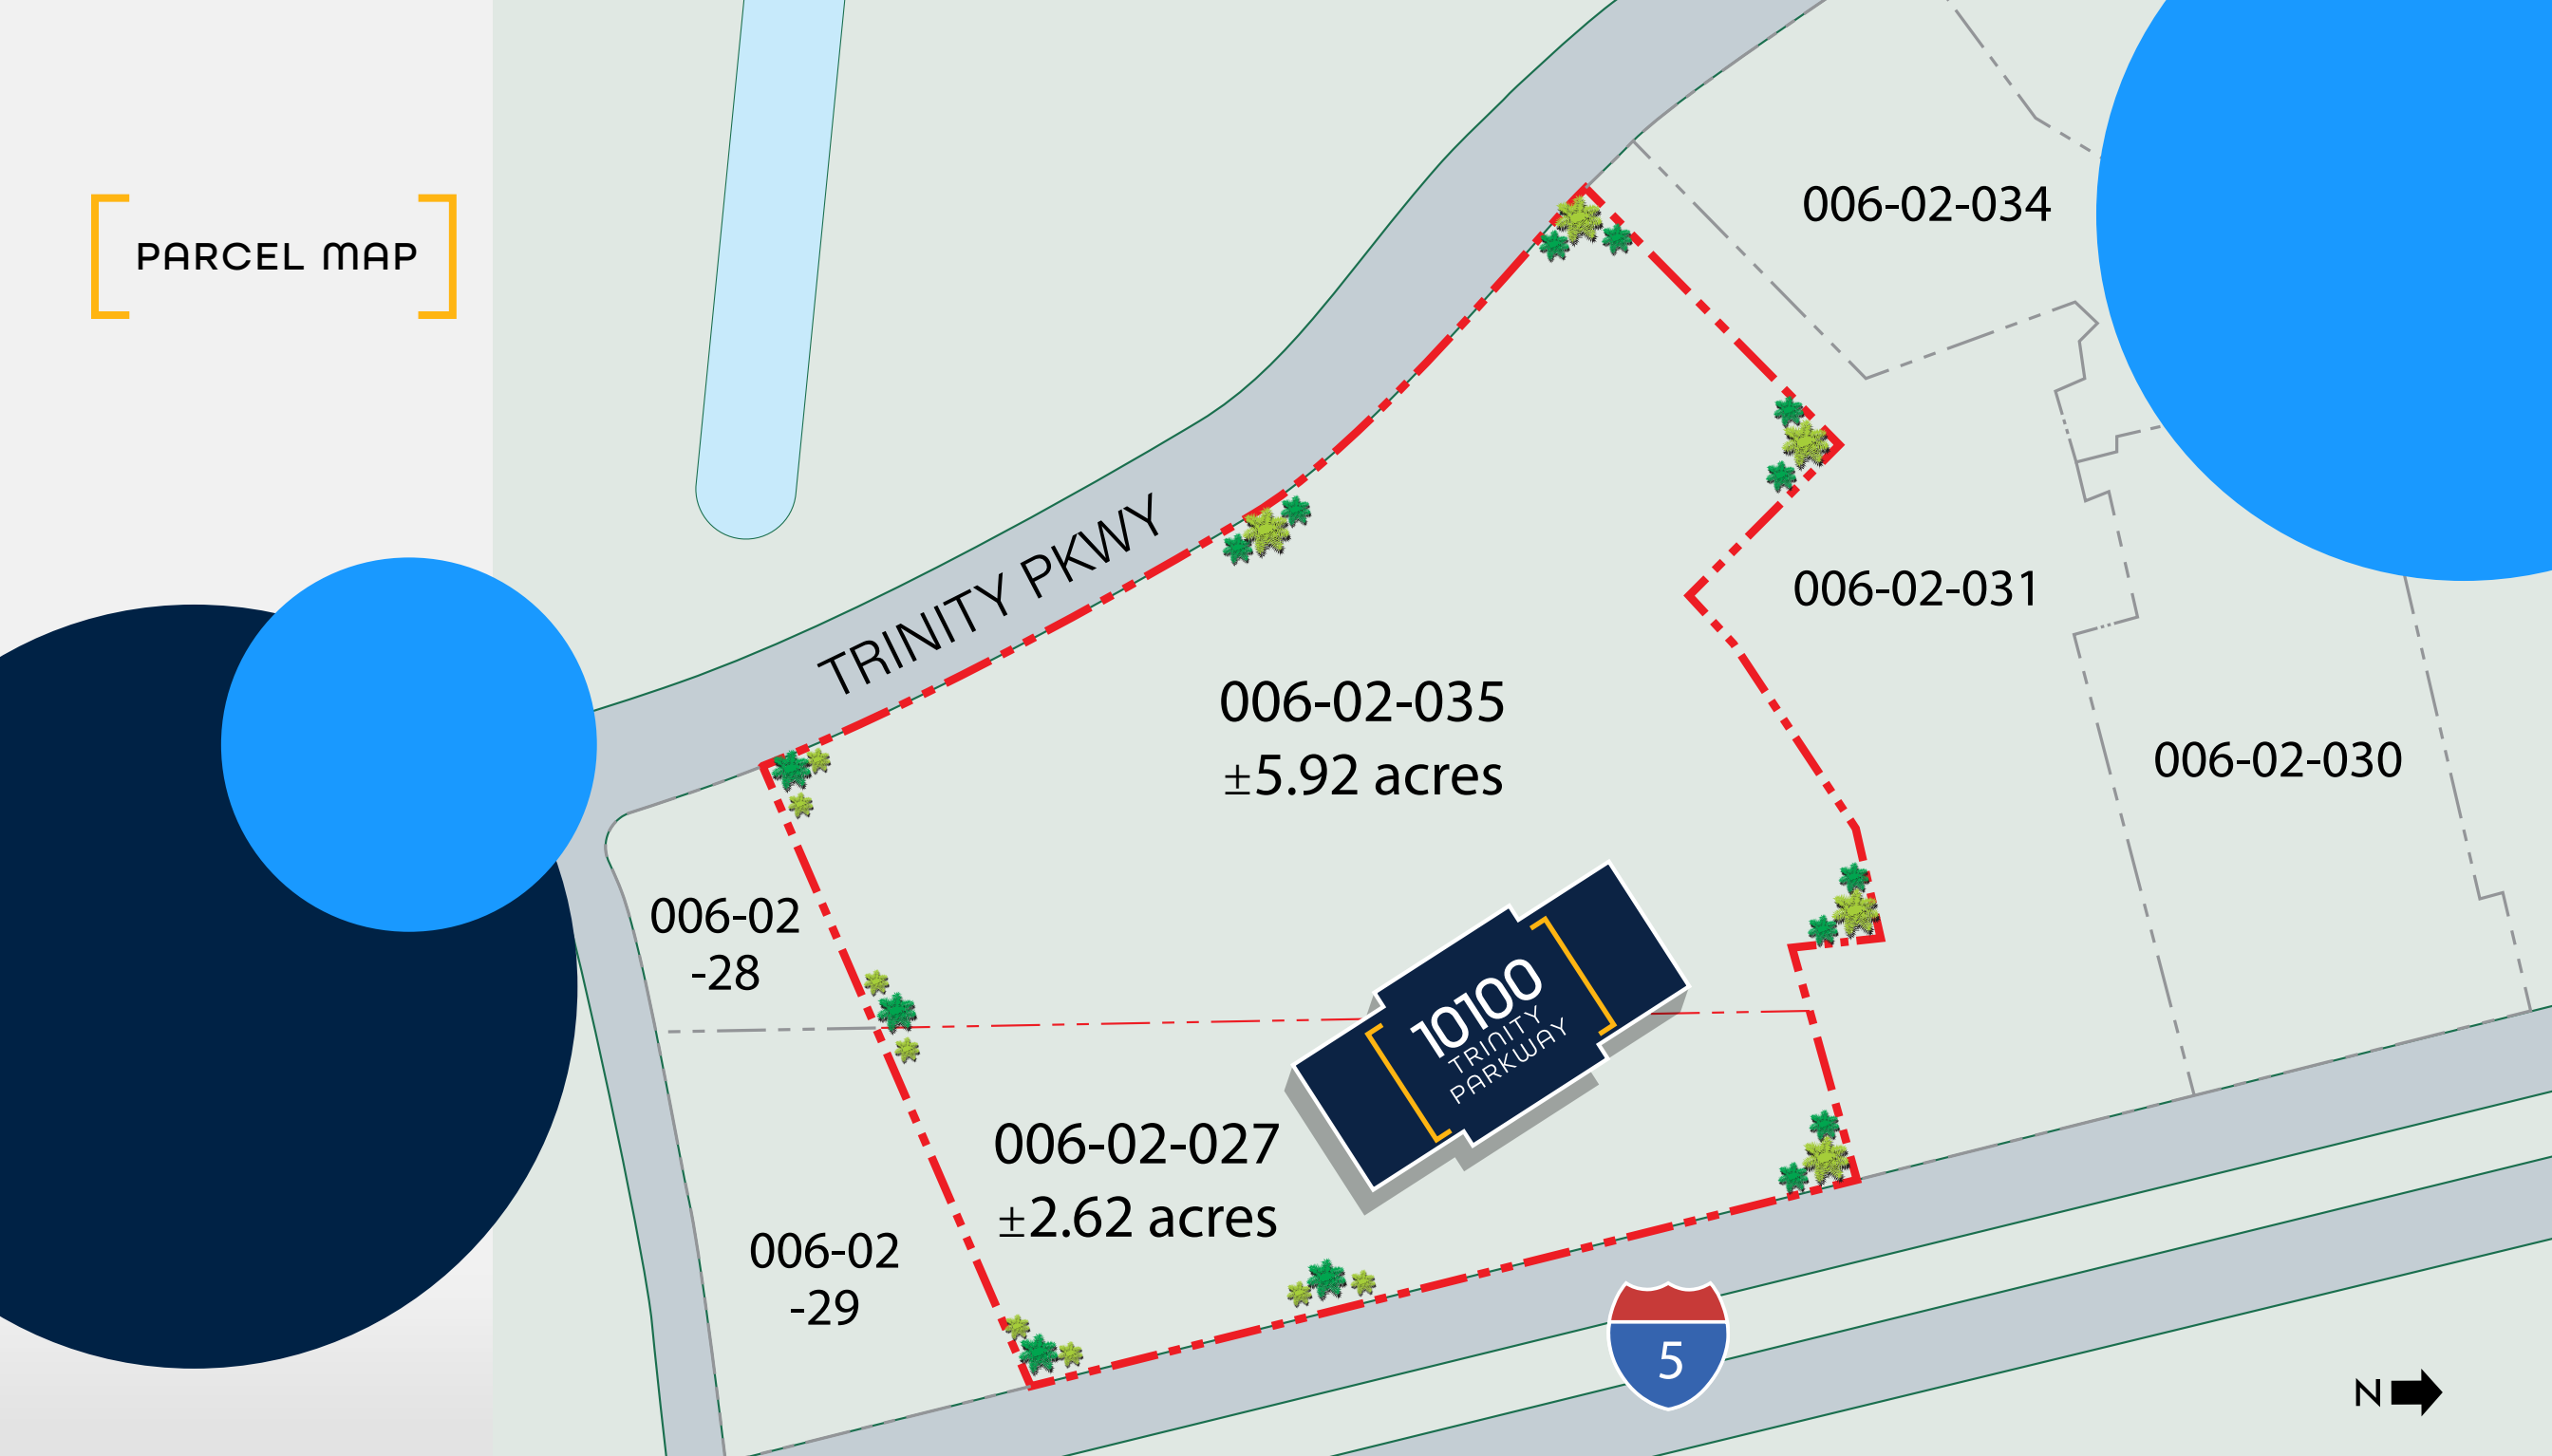 PARCEL MAP
006-02-034
TRINITY PKWY
006-02-031
006-02-035
±5.92 acres
006-02-030
006-02
-28
10100
TRINITY
PARKWAY
006-02-027
±2.62 acres
006-02
-29
5
N